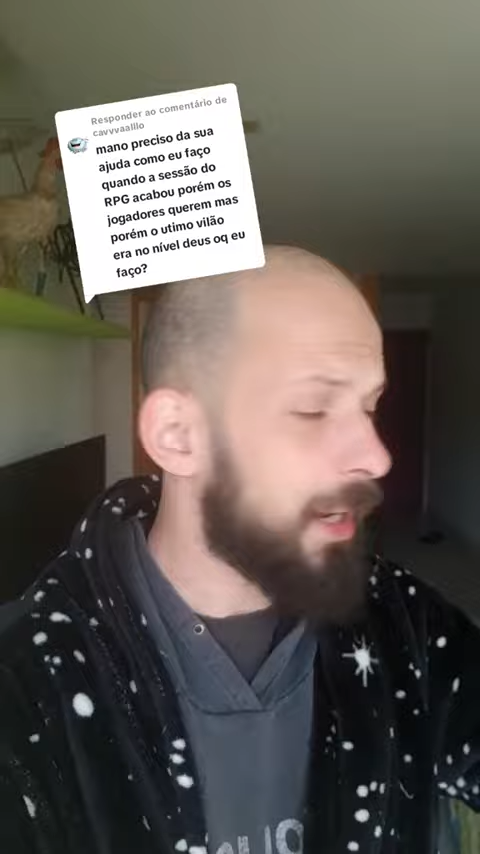 Responder ao comentário de
cavvvaalllo
mano preciso da sua
ajuda como eu faço
quando a sessão do
RPG acabou porém os
jogadores querem mas
porém o utimo vilão
era no nível deus oq eu
faço?